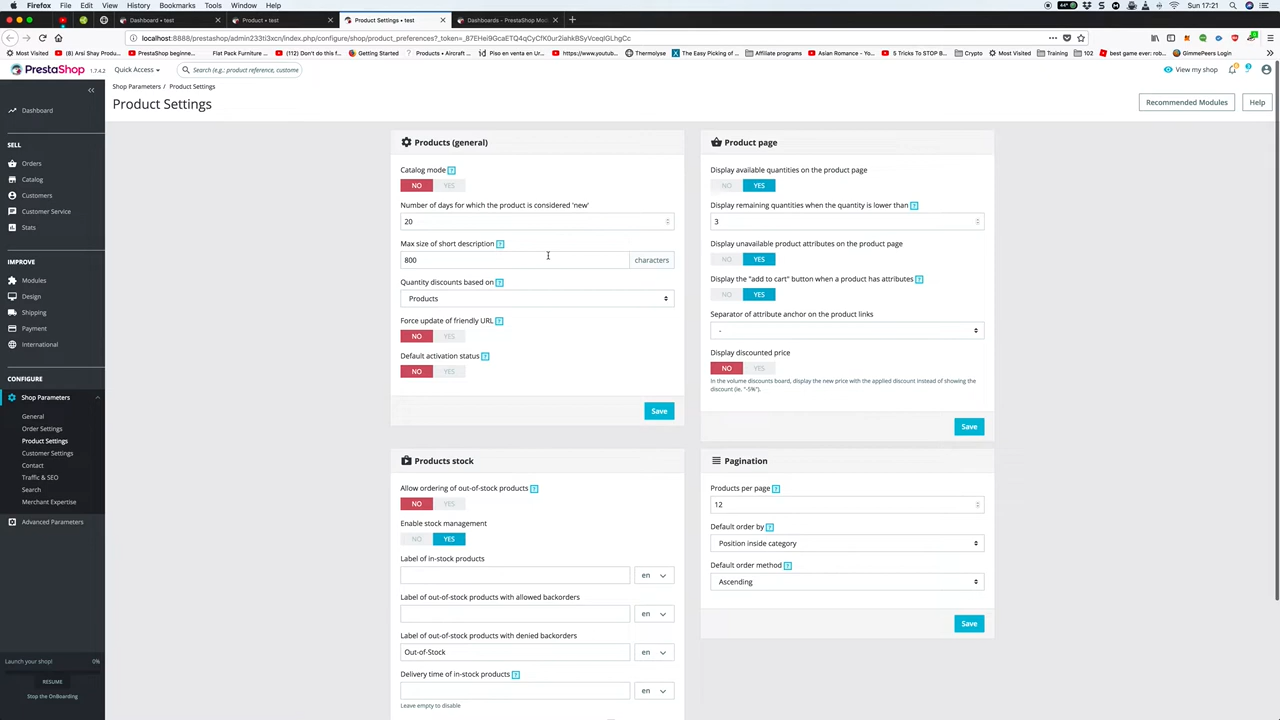 Firefox File Edit View History Bookmarks Tools Window Help
44° Sun 17:21
Dashboard • test
Product • test
Product Settings • test
Dashboards - PrestaShop Mod
localhost:8888/prestashop/admin233ti3xcn/index.php/configure/shop/product_preferences?_token=
Most Visited (8) Arsi Shay Produ PrestaShop beginne... Flat Pack Furniture (112) Don't do this f... Getting Started Products • Aircraft Piso en venta en Ur... https://www.youtube... Thermolyse The Easy Picking of Affiliate programs Asian Romance - Yo... 5 Tricks To STOP B... Crypto Most Visited Training 102 best game ever: rob... GimmePeers Login
PrestaShop 1.7.4.2 Quick Access Search (e.g.: product reference, custome View my shop
Shop Parameters / Product Settings
Product Settings
Recommended Modules Help
Dashboard
SELL
Orders
Catalog
Customers
Customer Service
Stats
IMPROVE
Modules
Design
Shipping
Payment
International
CONFIGURE
Shop Parameters
General
Order Settings
Product Settings
Customer Settings
Contact
Traffic & SEO
Search
Merchant Expertise
Advanced Parameters
Launch your shop! 0%
RESUME
Stop the OnBoarding
Products (general)
Catalog mode ?
NO YES
Number of days for which the product is considered 'new'
20
Max size of short description ?
800 characters
Quantity discounts based on ?
Products
Force update of friendly URL ?
NO YES
Default activation status ?
NO YES
Save
Product page
Display available quantities on the product page
NO YES
Display remaining quantities when the quantity is lower than ?
3
Display unavailable product attributes on the product page
NO YES
Display the "add to cart" button when a product has attributes ?
NO YES
Separator of attribute anchor on the product links
-
Display discounted price
NO YES
In the volume discounts board, display the new price with the applied discount instead of showing the
discount (ie. "-5%").
Save
Products stock
Allow ordering of out-of-stock products ?
NO YES
Enable stock management
NO YES
Label of in-stock products
en
Label of out-of-stock products with allowed backorders
en
Label of out-of-stock products with denied backorders
Out-of-Stock en
Delivery time of in-stock products ?
en
Leave empty to disable
Pagination
Products per page ?
12
Default order by ?
Position inside category
Default order method ?
Ascending
Save